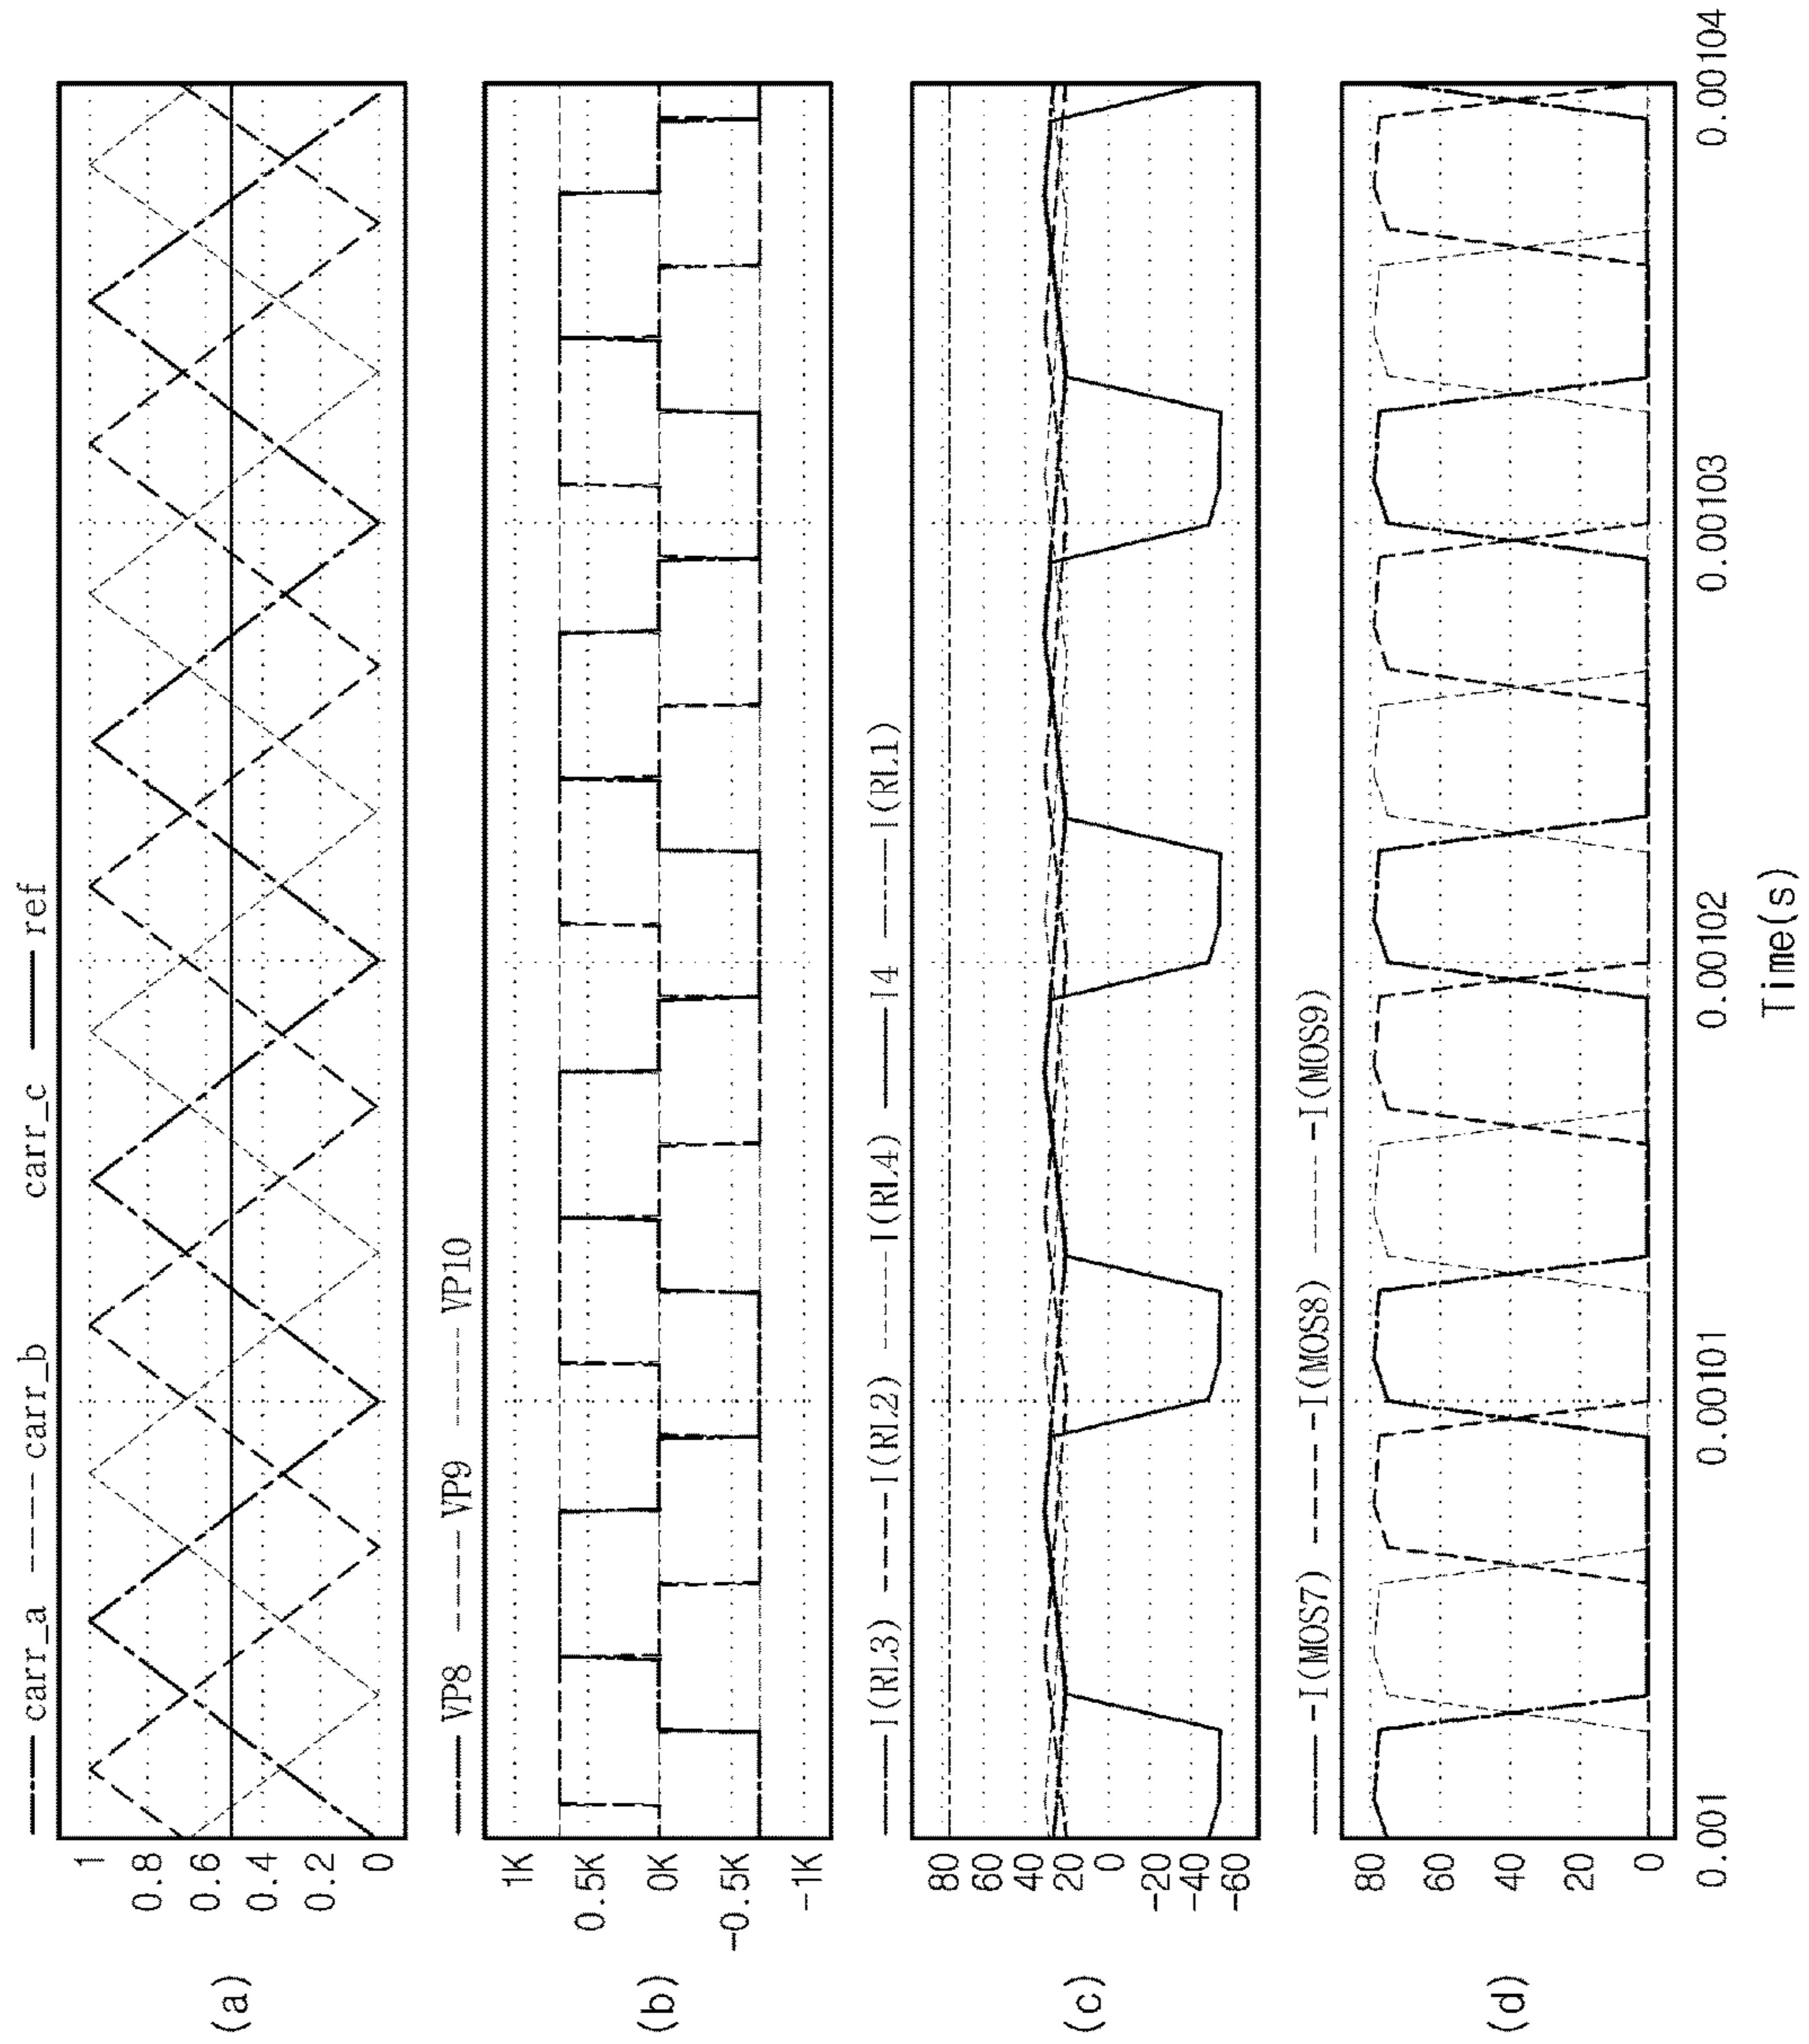 carr_a carr_b carr_c ref
1
0.8
0.6
0.4
0.2
0
(a)
VP8 VP9 VP10
1K
0.5K
0K
-0.5K
-1K
(b)
I(RL3) I(RL2) I(RL4) I4 I(RL1)
80
60
40
20
0
-20
-40
-60
(c)
I(MOS7) I(MOS8) I(MOS9)
80
60
40
20
0
(d)
0.001 0.00101 0.00102 0.00103 0.00104
Time(s)